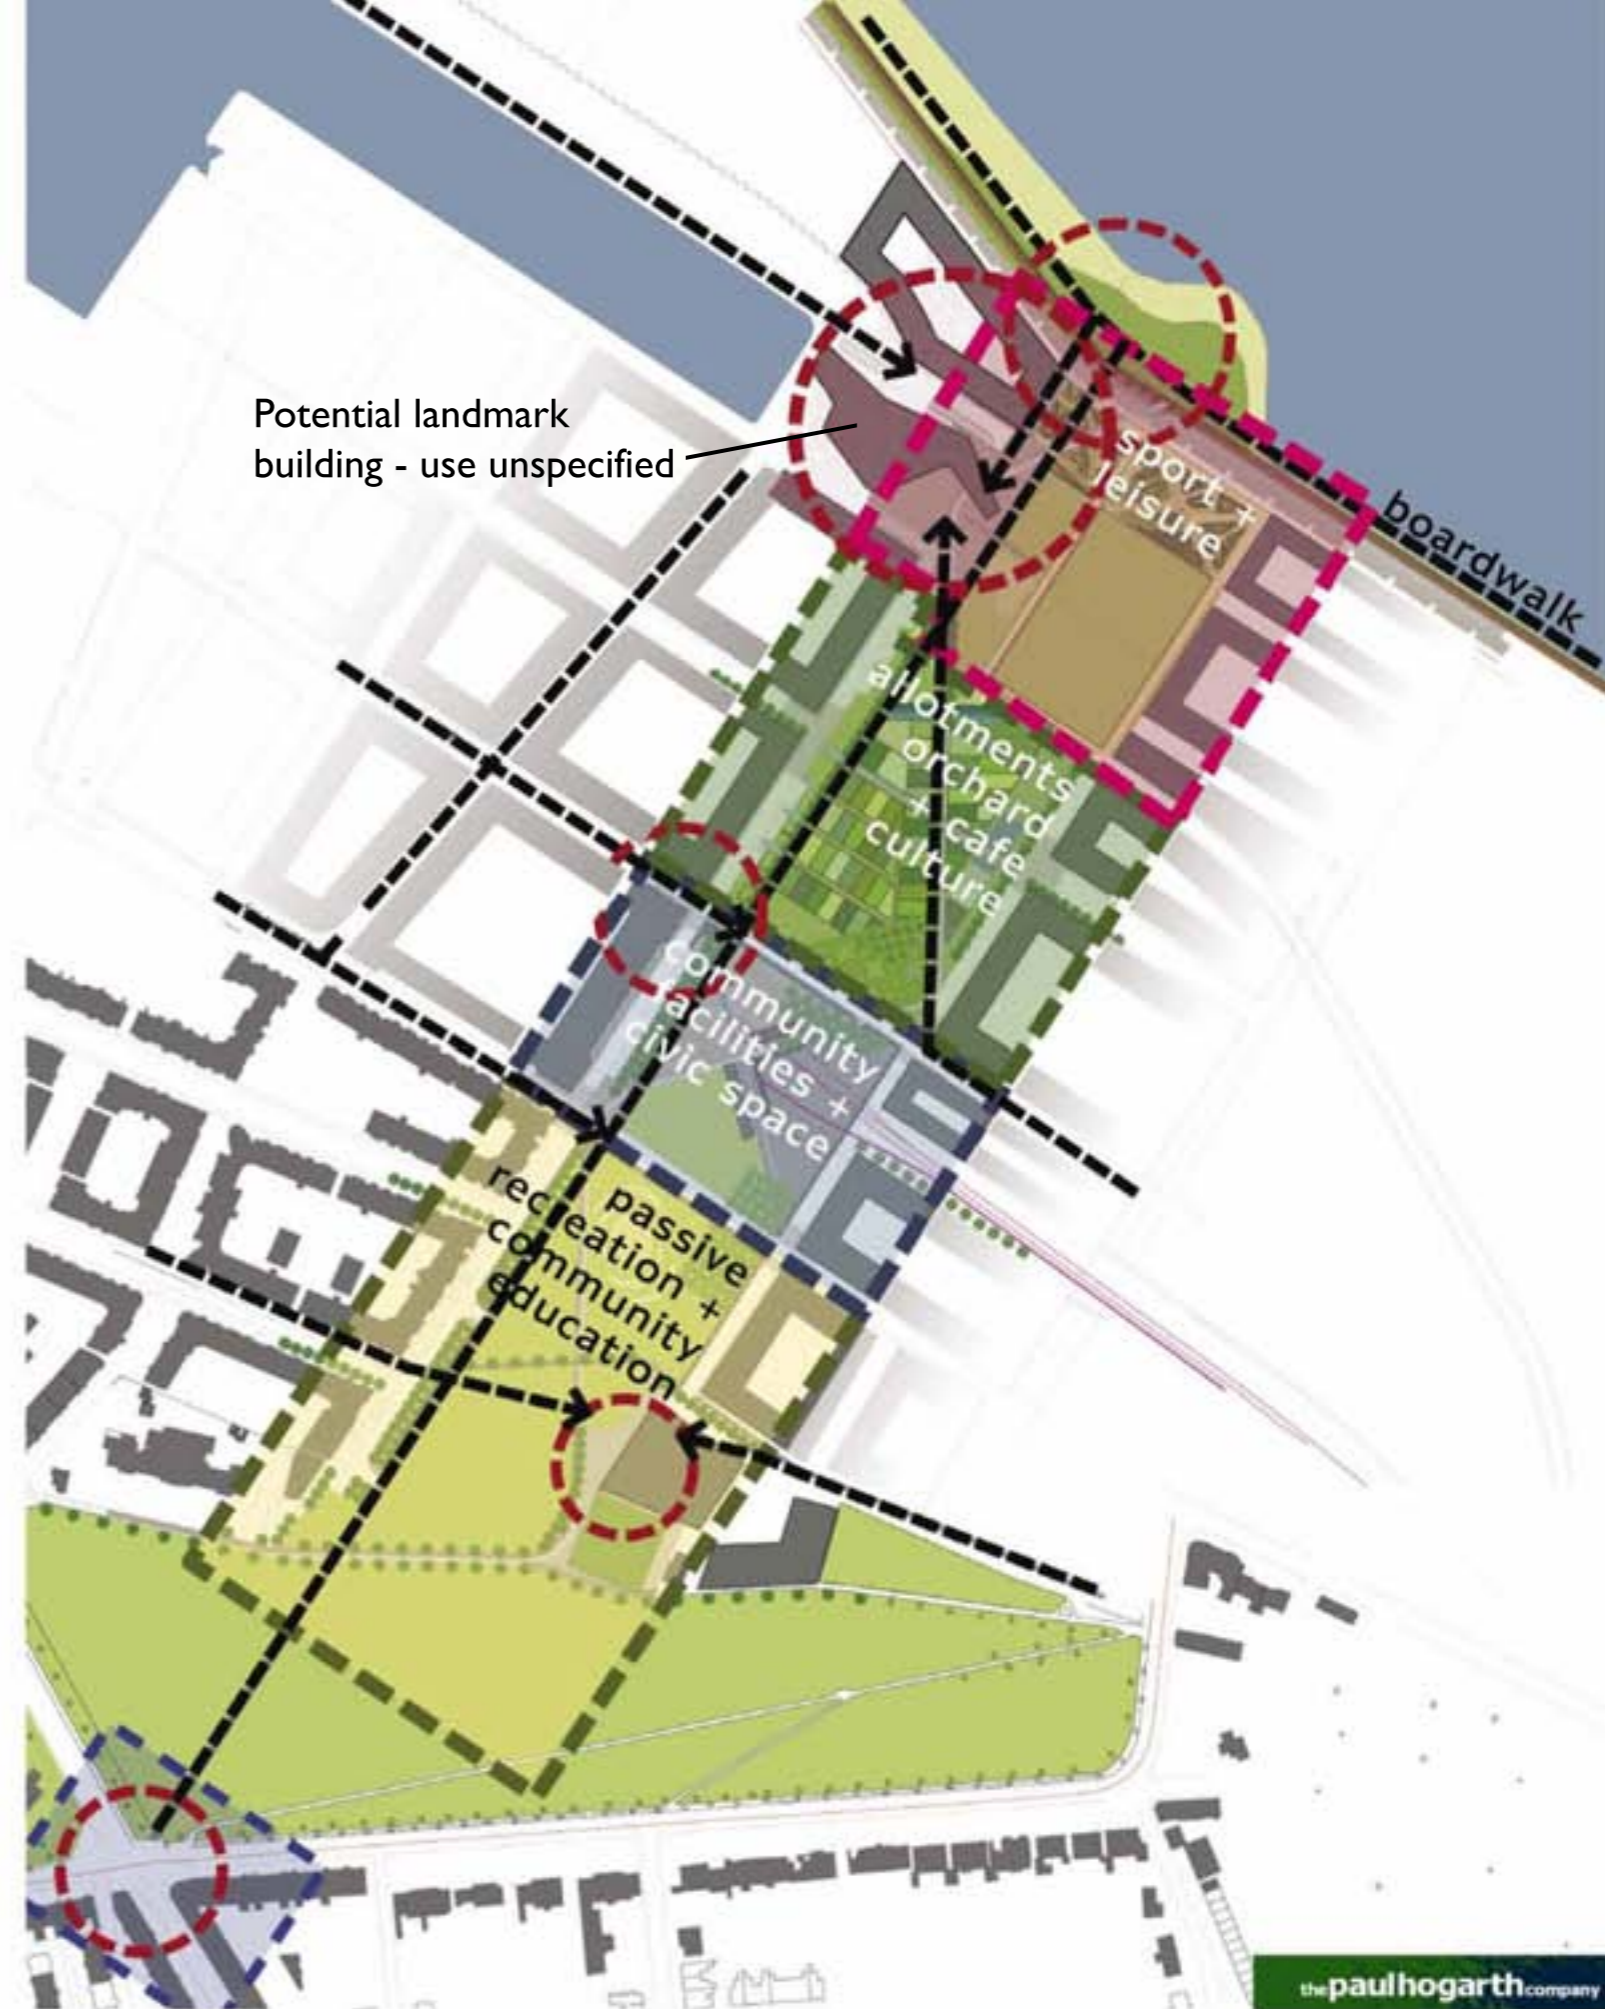 Potential landmark
building - use unspecified
sport +
leisure
boardwalk
allotments
orchard
+ cafe
culture
community
facilities +
civic space
passive
recreation +
community
education
thepaulhogarthcompany